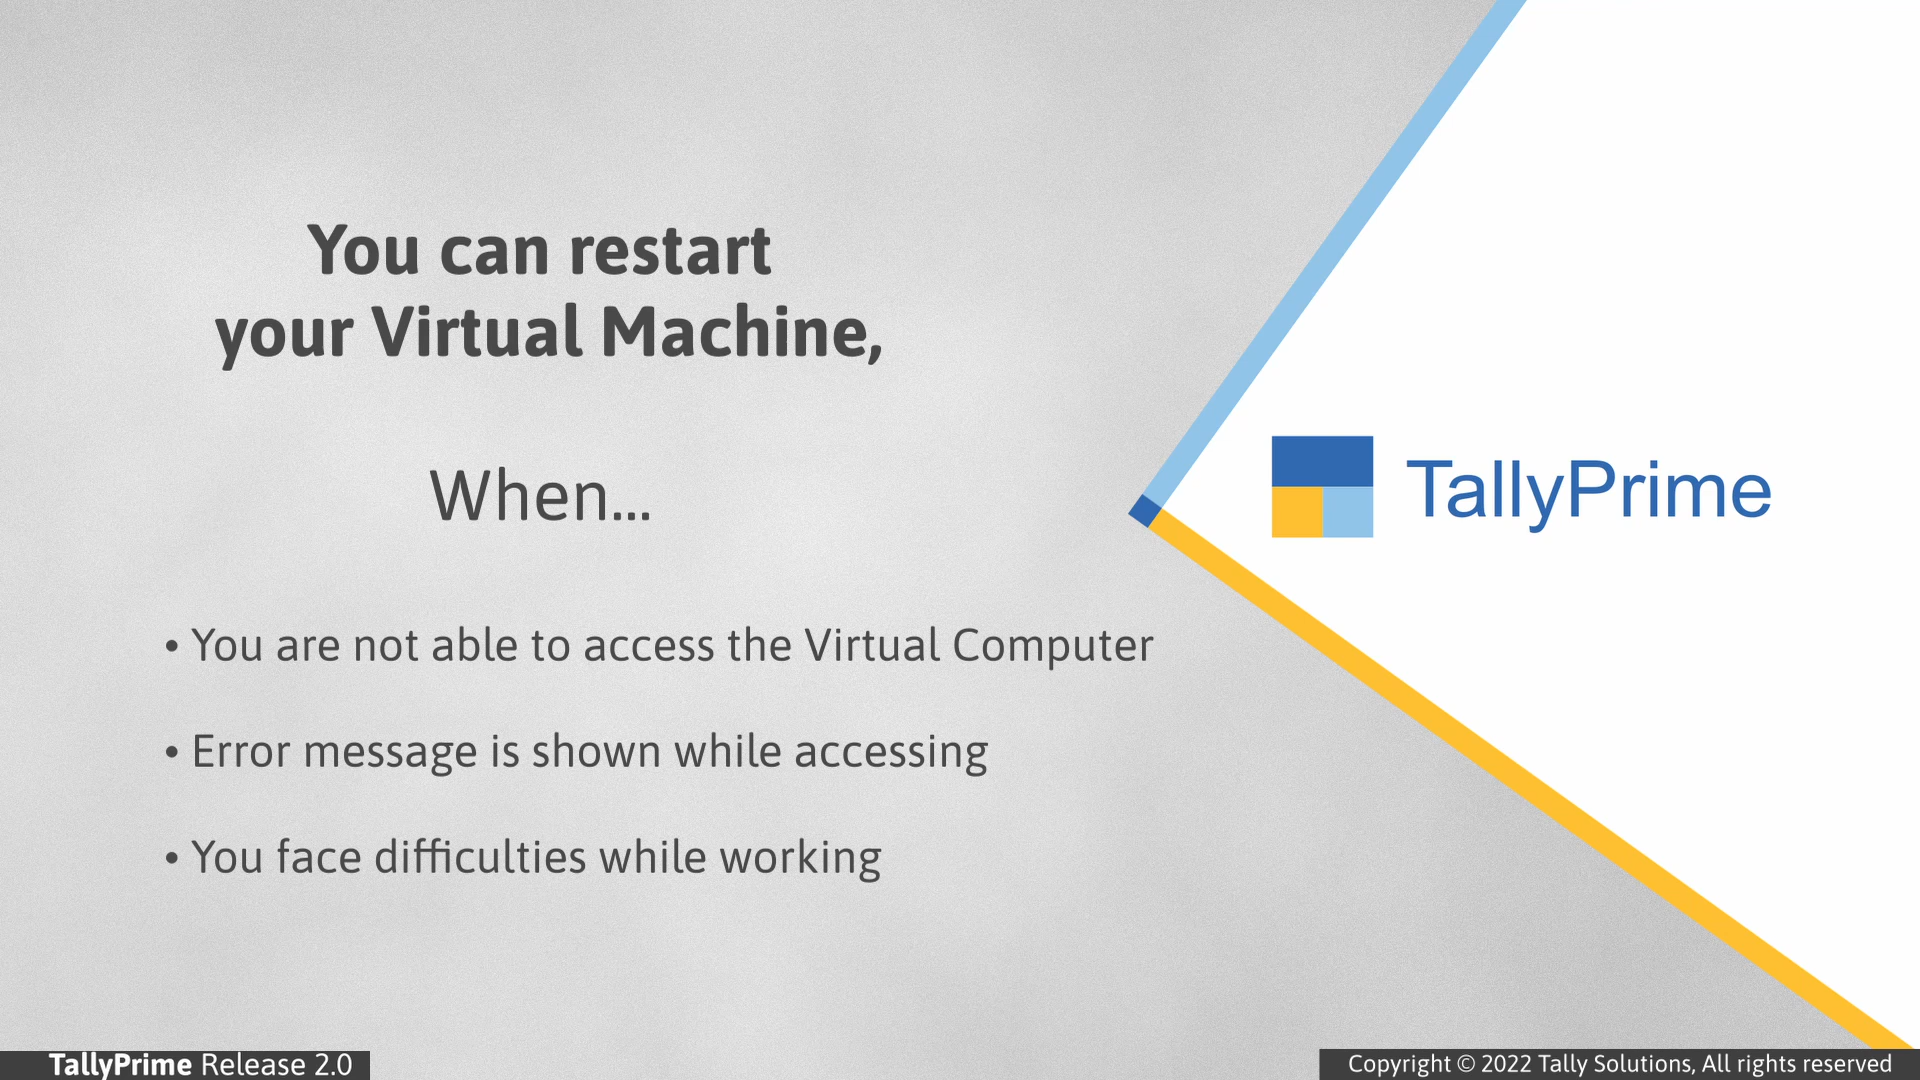 You can restart
your Virtual Machine,
When...
• You are not able to access the Virtual Computer
• Error message is shown while accessing
• You face difficulties while working
TallyPrime
TallyPrime Release 2.0
Copyright © 2022 Tally Solutions, All rights reserved